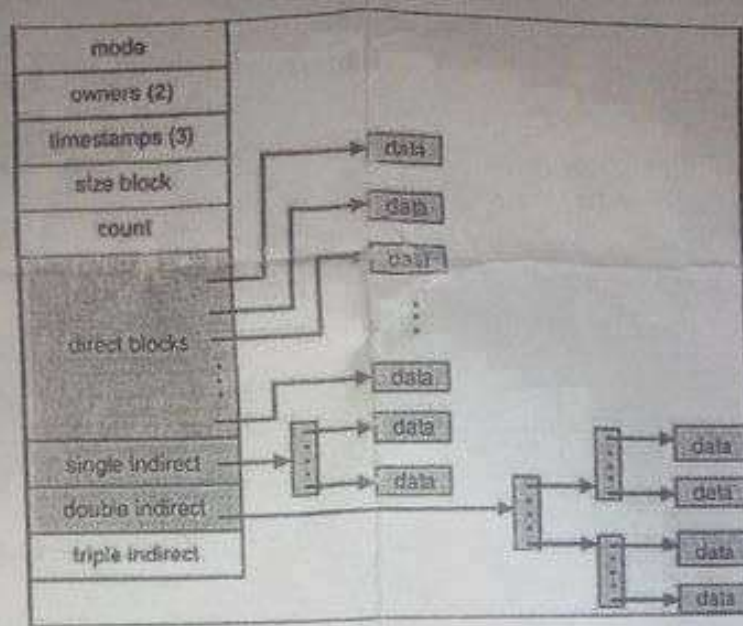 mode
owners (2)
timestamps (3)
size block
count
direct blocks
single indirect
double indirect
triple indirect
data
data
data
data
data
data
data
data
data
data